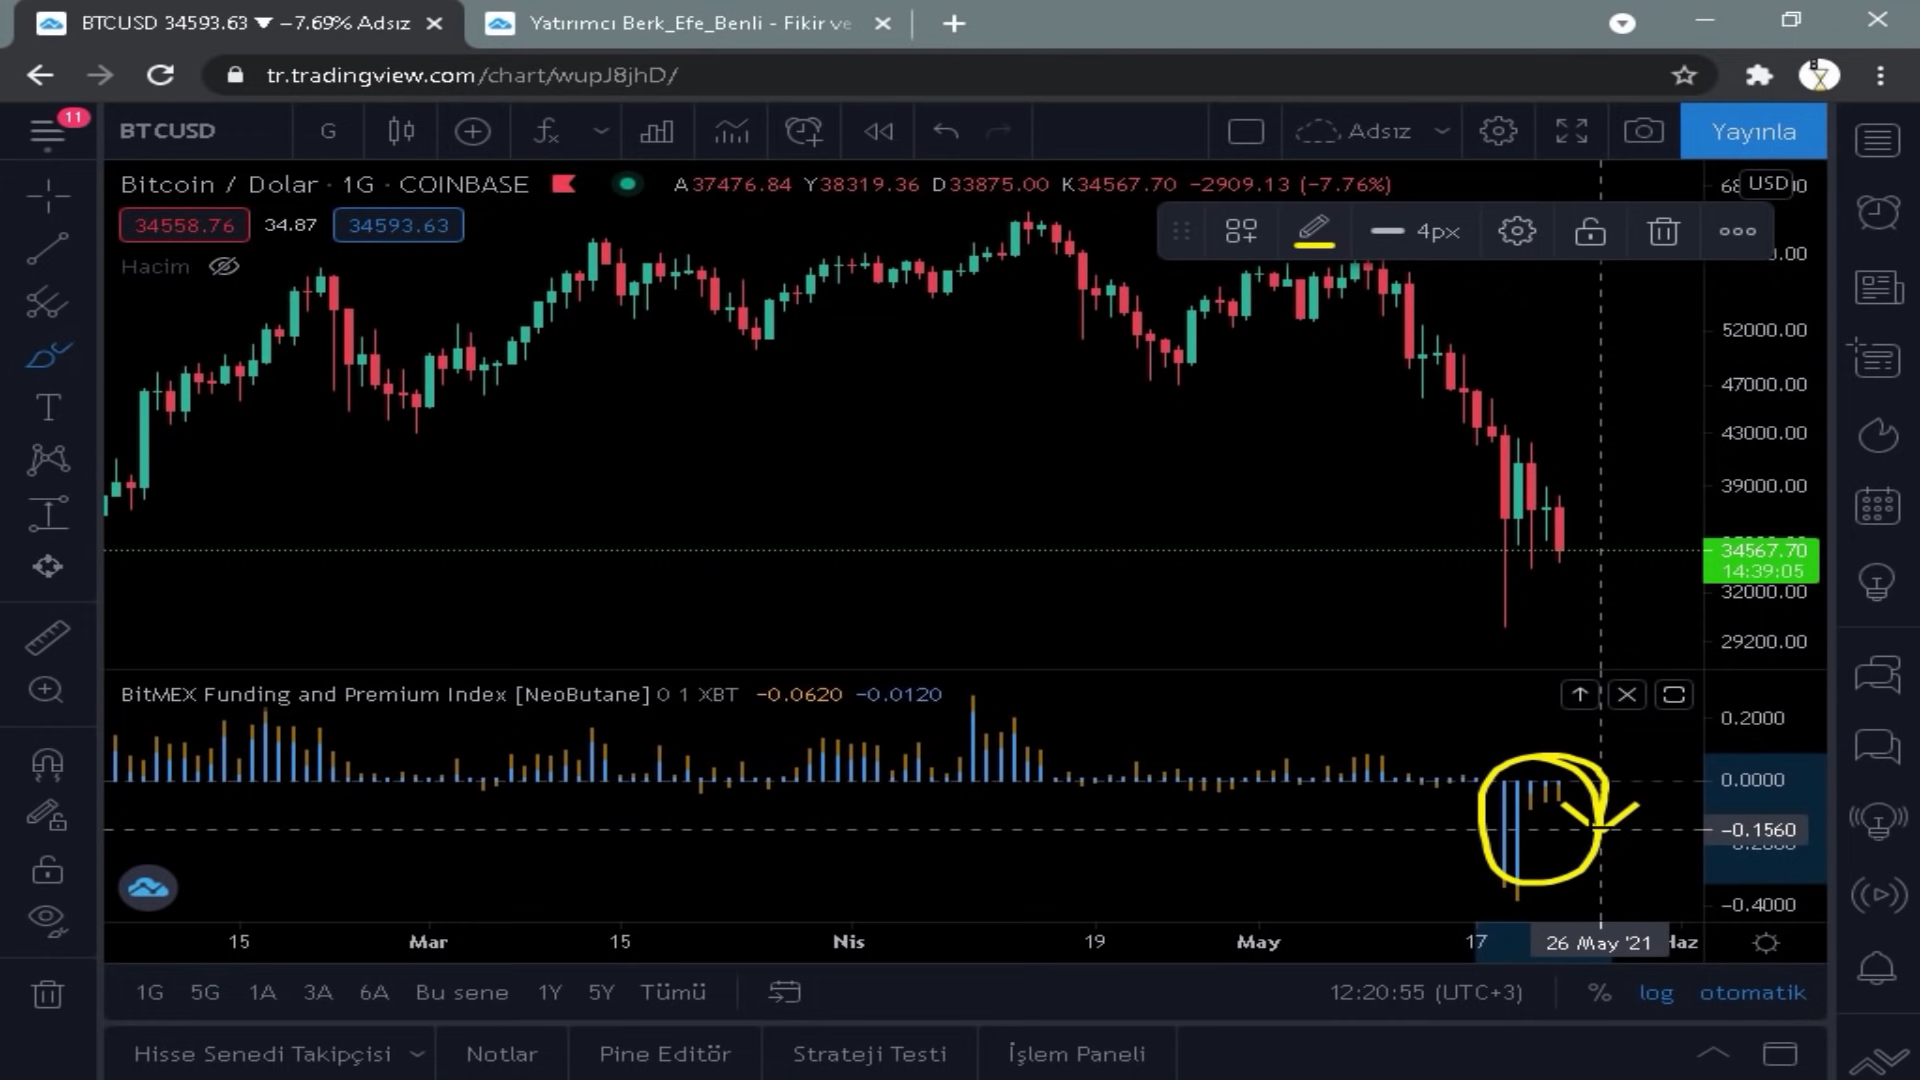 BTCUSD 34593.63 ▼ −7.69% Adsız
Yatırımcı Berk_Efe_Benli - Fikir ve
tr.tradingview.com/chart/wupJ8jhD/
11
BTCUSD
G
Adsız
Yayınla
Bitcoin / Dolar · 1G · COINBASE
A37476.84 Y38319.36 D33875.00 K34567.70 −2909.13 (−7.76%)
USD
34558.76
34.87
34593.63
4px
Hacim
52000.00
47000.00
43000.00
39000.00
34567.70
14:39:05
32000.00
29200.00
BitMEX Funding and Premium Index [NeoButane] 0 1 XBT −0.0620 −0.0120
0.2000
0.0000
−0.1560
−0.4000
15
Mar
15
Nis
19
May
17
26 May '21
Haz
1G 5G 1A 3A 6A Bu sene 1Y 5Y Tümü
12:20:55 (UTC+3)
% log otomatik
Hisse Senedi Takipçisi
Notlar
Pine Editör
Strateji Testi
İşlem Paneli